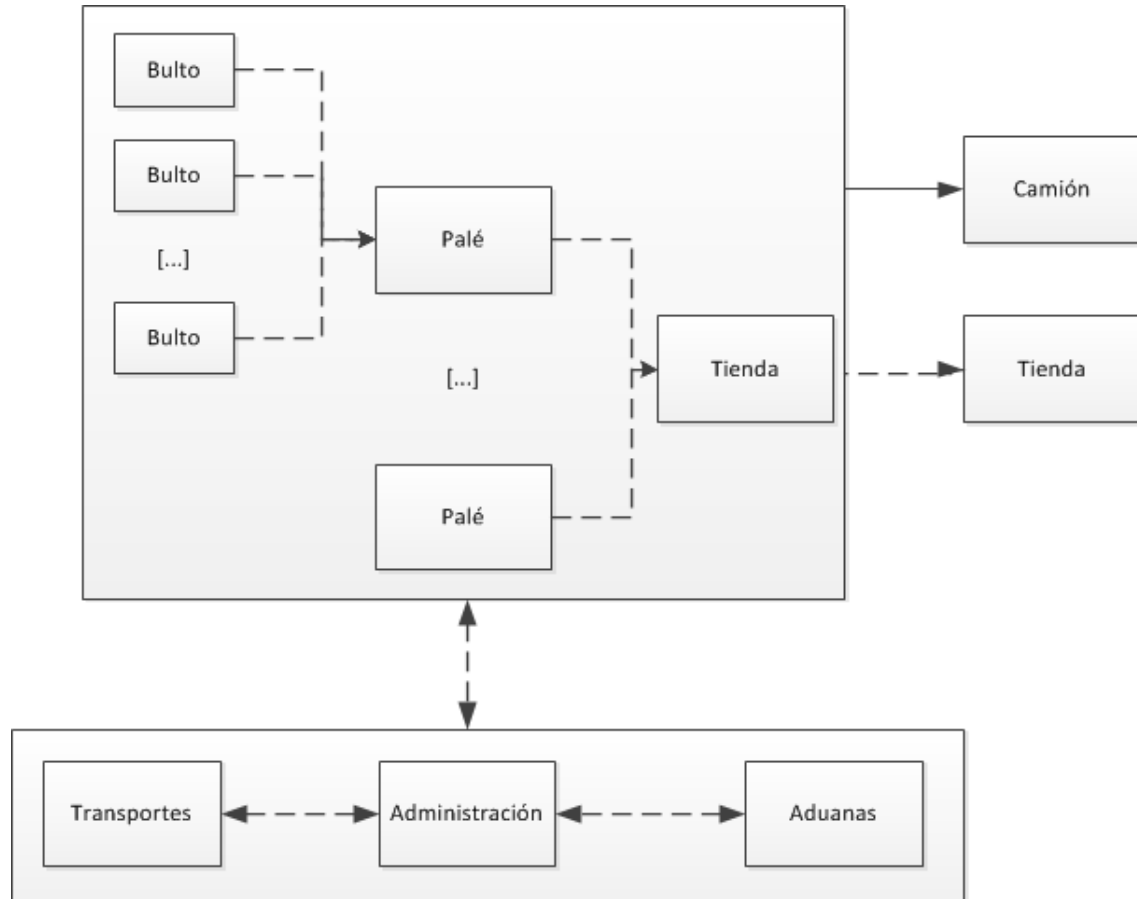 Bulto
Bulto
[...]
Bulto
Palé
[...]
Palé
Tienda
Camión
Tienda
Transportes
Administración
Aduanas